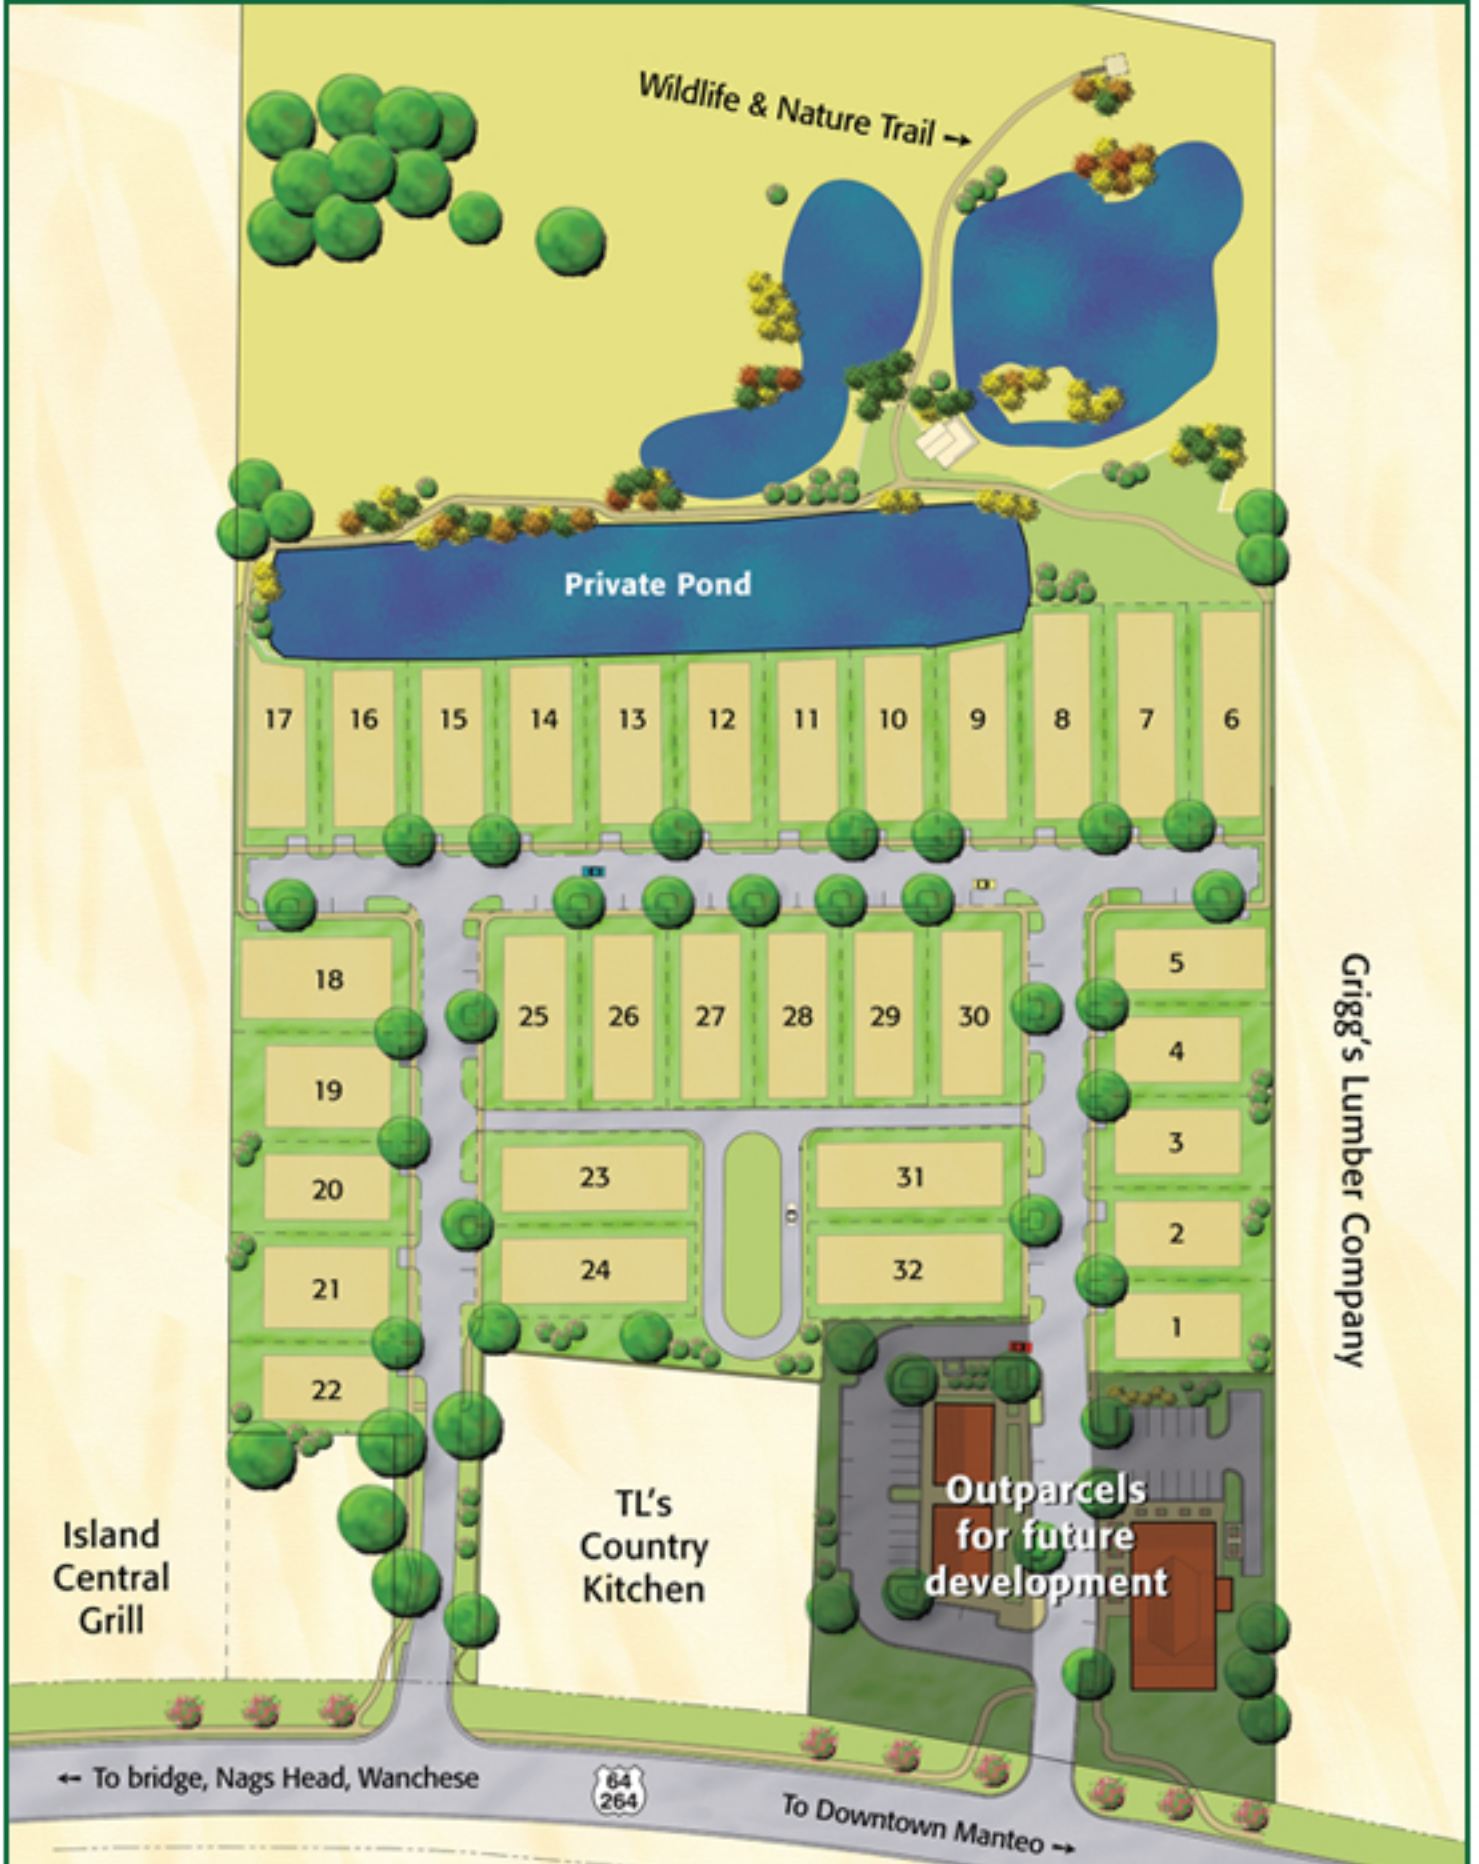 Wildlife & Nature Trail →
Private Pond
17 16 15 14 13 12 11 10 9 8 7 6
18
5
25 26 27 28 29 30
4
19
3
23
31
20
2
24
32
21
1
22
Grigg's Lumber Company
Outparcels
for future
development
TL's
Country
Kitchen
Island
Central
Grill
← To bridge, Nags Head, Wanchese
64
264
To Downtown Manteo →